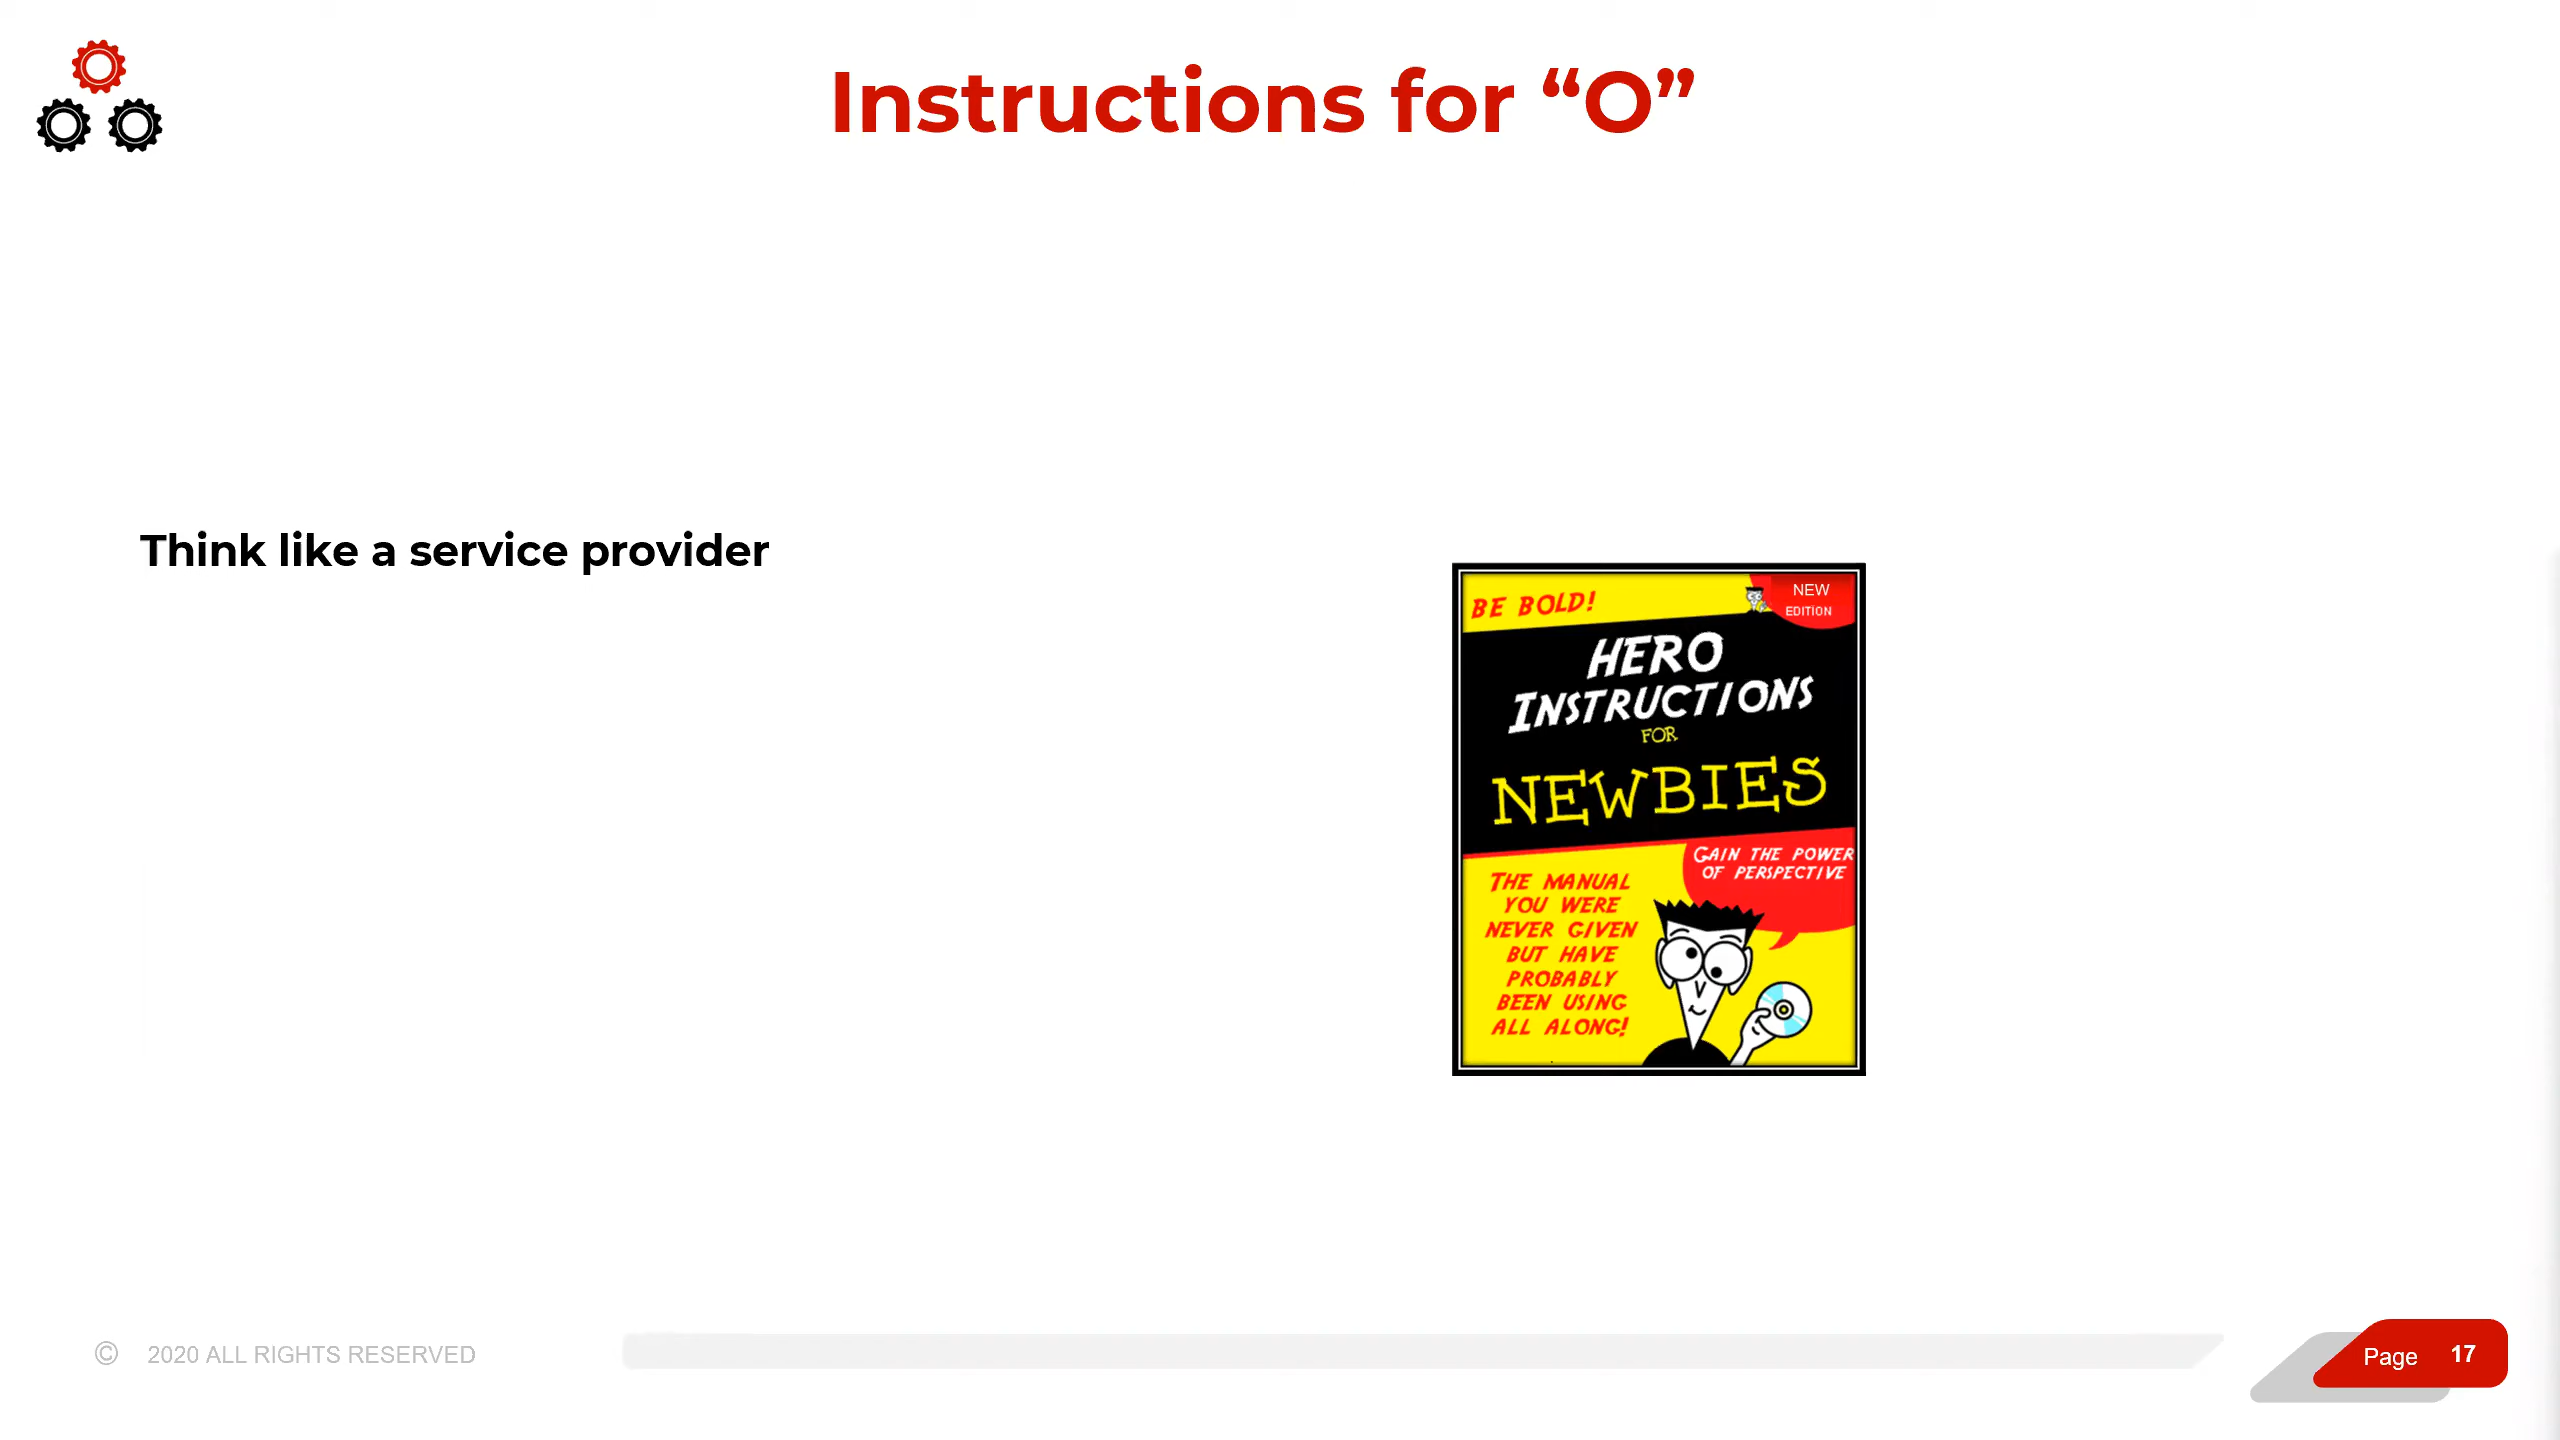 Instructions for “O”
Think like a service provider
BE BOLD!
NEW
EDITION
HERO
INSTRUCTIONS
FOR
NEWBIES
GAIN THE POWER
OF PERSPECTIVE
THE MANUAL
YOU WERE
NEVER GIVEN
BUT HAVE
PROBABLY
BEEN USING
ALL ALONG!
© 2020 ALL RIGHTS RESERVED
Page 17